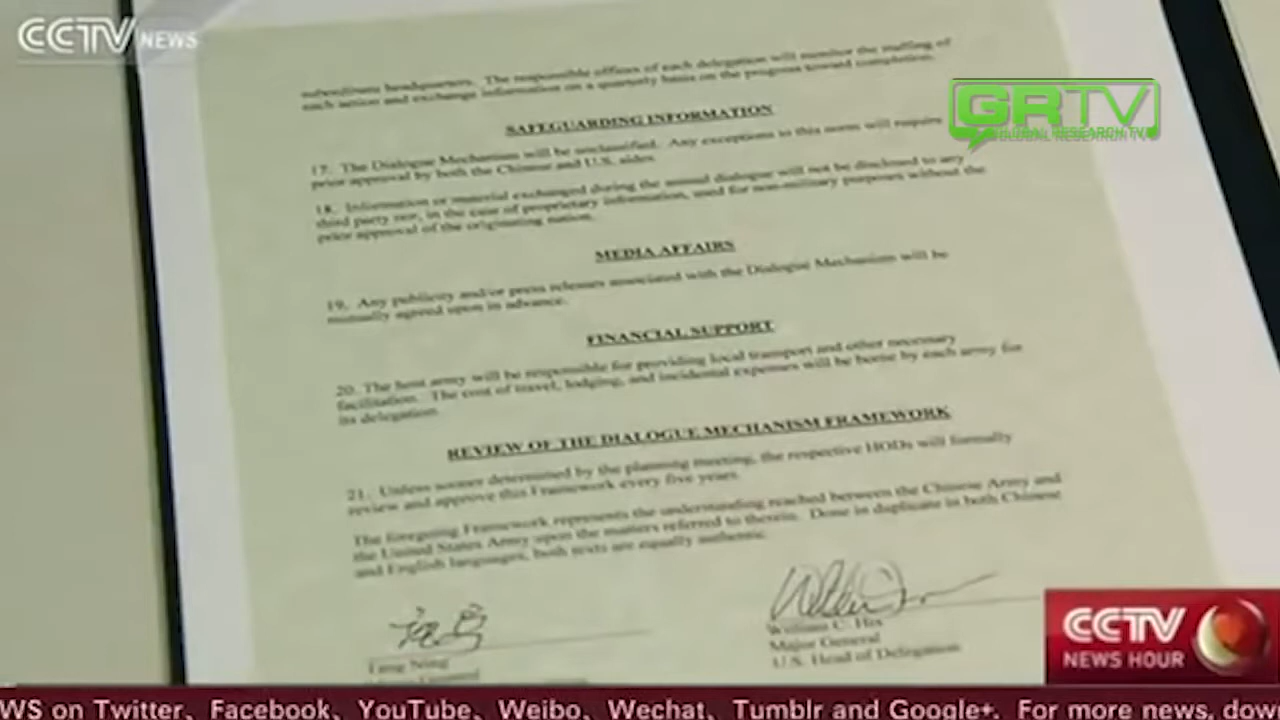 CCTV NEWS
GRTV
GLOBAL RESEARCH TV
subordinate headquarters. The responsible offices of each delegation will monitor the staffing of
each action and exchange information on a quarterly basis on the progress toward completion.
SAFEGUARDING INFORMATION
17. The Dialogue Mechanism will be unclassified. Any exceptions to this norm will require
prior approval by both the Chinese and U.S. sides.
18. Information or material exchanged during the annual dialogue will not be disclosed to any
third party nor, in the case of proprietary information, used for non-military purposes without the
prior approval of the originating nation.
MEDIA AFFAIRS
19. Any publicity and/or press releases associated with the Dialogue Mechanism will be
mutually agreed upon in advance.
FINANCIAL SUPPORT
20. The host army will be responsible for providing local transport and other necessary
facilitation. The cost of travel, lodging, and incidental expenses will be borne by each army for
its delegation.
REVIEW OF THE DIALOGUE MECHANISM FRAMEWORK
21. Unless sooner determined by the planning meeting, the respective HODs will formally
review and approve this Framework every five years.
The foregoing Framework represents the understanding reached between the Chinese Army and
the United States Army upon the matters referred to therein. Done in duplicate in both Chinese
and English languages, both texts are equally authentic.
William C. Hix
Major General
U.S. Head of Delegation
CCTV
NEWS HOUR
WS on Twitter、Facebook、YouTube、Weibo、Wechat、Tumblr and Google+. For more news, dow